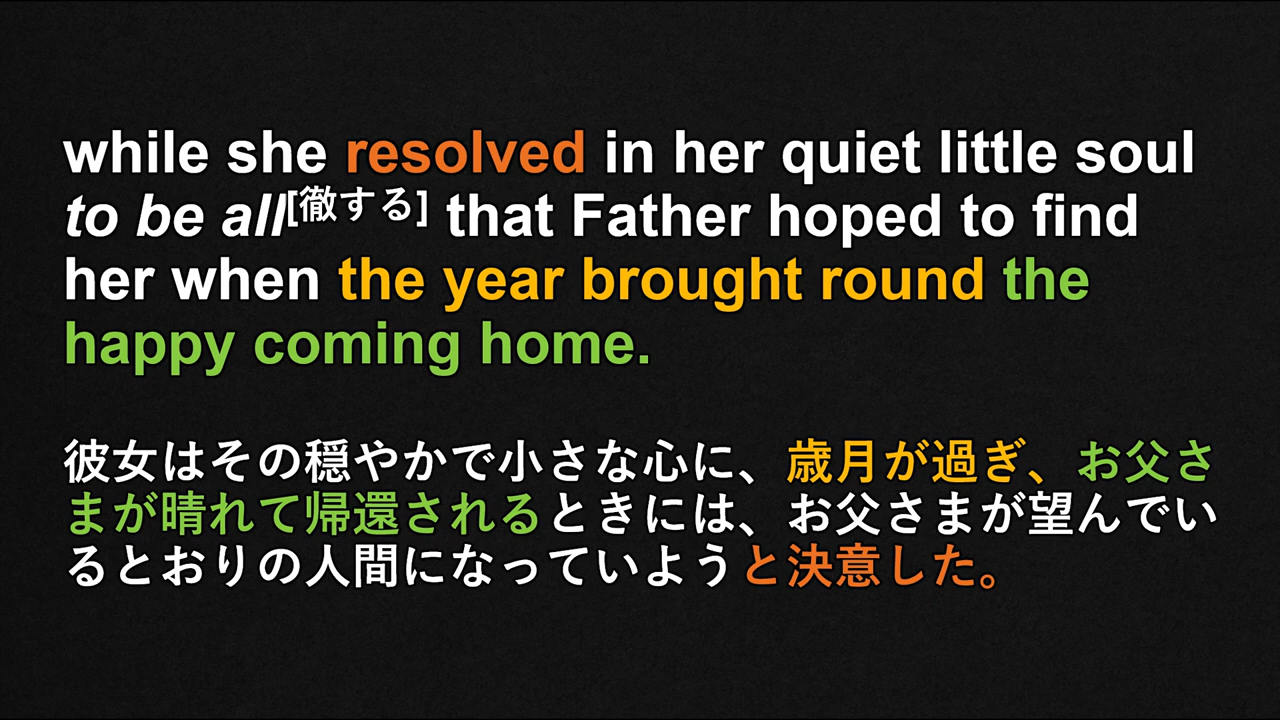 while she resolved in her quiet little soul
to be all[徹する] that Father hoped to find
her when the year brought round the
happy coming home.
彼女はその穏やかで小さな心に、歳月が過ぎ、お父さ
まが晴れて帰還されるときには、お父さまが望んでい
るとおりの人間になっていようと決意した。